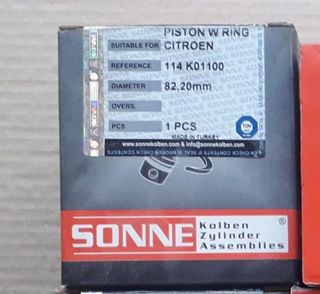 PISTON W RING
SUITABLE FOR CITROEN
REFERENCE 114 K01100
DIAMETER 82,20mm
OVERS.
PCS 1 PCS
MADE IN TURKEY
www.sonnekolben.com & info@sonnekolben.com
SONNE
Kolben
Zylinder
Assemblies